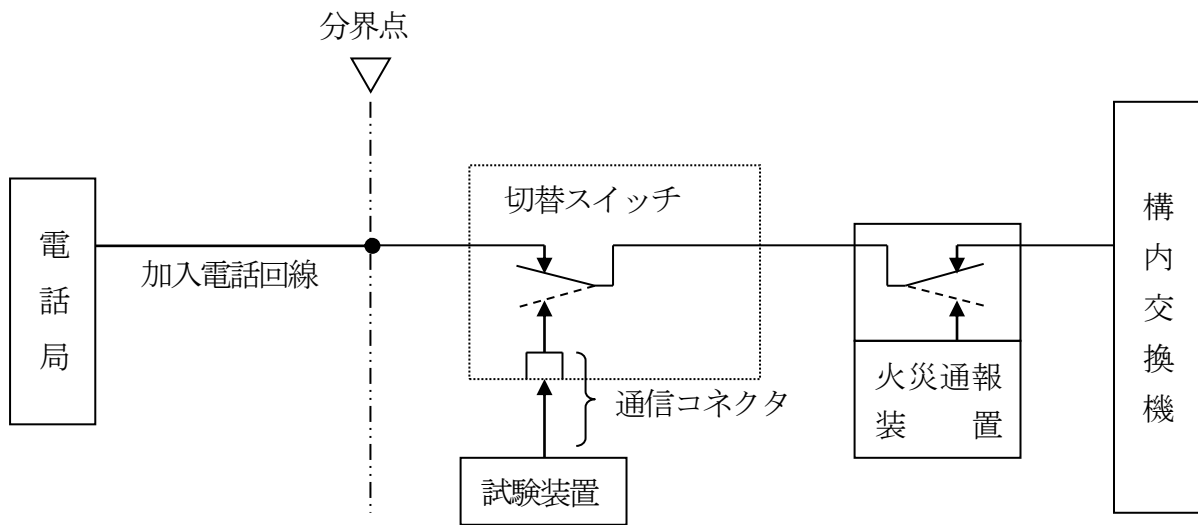 分界点
切替スイッチ
電話局
加入電話回線
構内交換機
火災通報
装置
通信コネクタ
試験装置